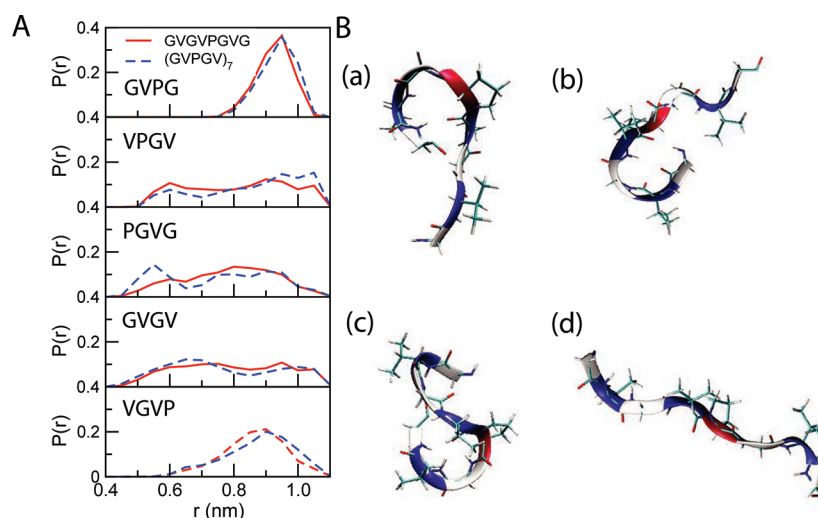 A
B
0.4
0.2
P(r)
GVGVPGVG
(GVPGV)7
GVPG
(a)
(b)
0.4
0.2
P(r)
VPGV
0.4
0.2
P(r)
PGVG
0.4
0.2
P(r)
GVGV
(c)
(d)
0.4
0.2
P(r)
VGVP
0
0.4 0.6 0.8 1.0
r (nm)